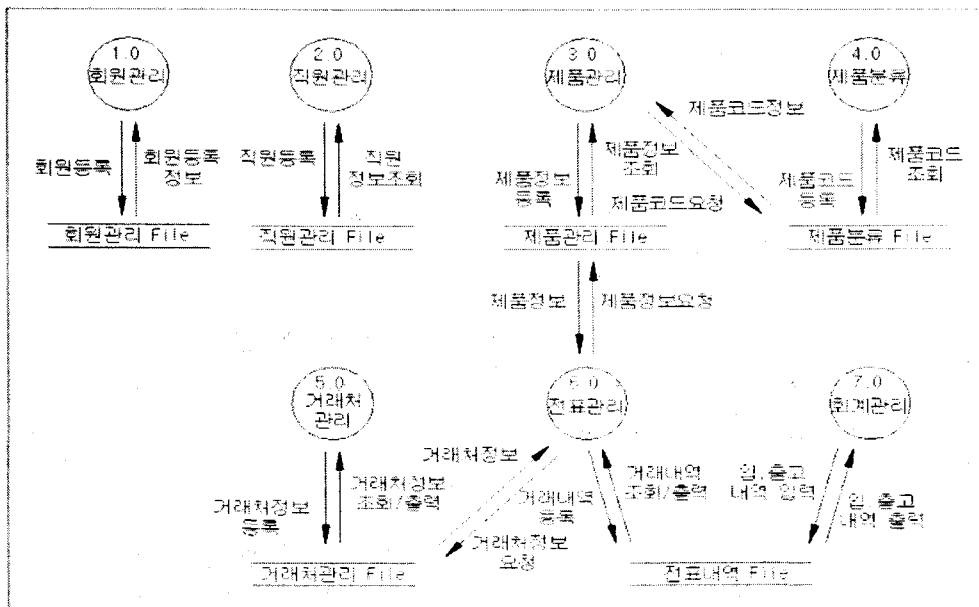 1.0
회원관리
2.0
직원관리
3.0
제품관리
4.0
제품분류
회원등록
회원등록
정보
직원등록
직원
정보조회
제품정보
등록
제품정보
조회
제품코드정보
제품코드요청
제품코드
등록
제품코드
조회
회원관리 File
직원관리 File
제품관리 File
제품분류 File
제품정보
제품정보요청
5.0
거래처
관리
6.0
전표관리
7.0
회계관리
거래처정보
등록
거래처정보
조회/출력
거래처정보
거래처정보
요청
거래내역
등록
거래내역
조회/출력
입,출고
내역 입력
입,출고
내역 출력
거래처관리 File
전표내역 File